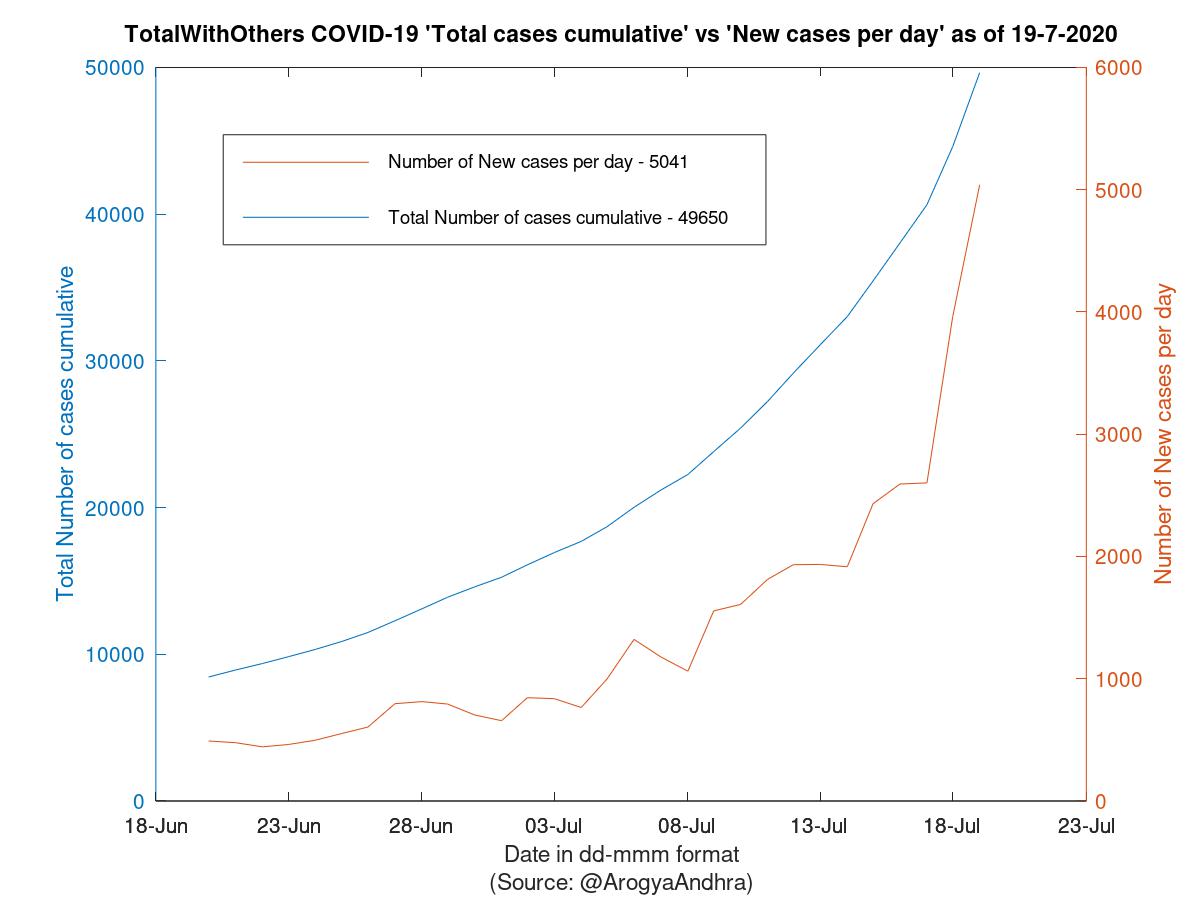 TotalWithOthers COVID-19 'Total cases cumulative' vs 'New cases per day' as of 19-7-2020
50000
40000
30000
20000
10000
0
Total Number of cases cumulative
Number of New cases per day - 5041
Total Number of cases cumulative - 49650
6000
5000
4000
3000
2000
1000
0
Number of New cases per day
18-Jun 23-Jun 28-Jun 03-Jul 08-Jul 13-Jul 18-Jul 23-Jul
Date in dd-mmm format
(Source: @ArogyaAndhra)